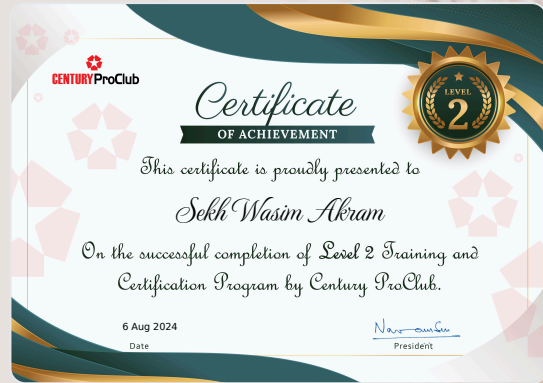 CENTURY ProClub
Certificate
OF ACHIEVEMENT
LEVEL
2
This certificate is proudly presented to
Sekh Wasim Akram
On the successful completion of Level 2 Training and
Certification Program by Century ProClub.
6 Aug 2024
Date
President